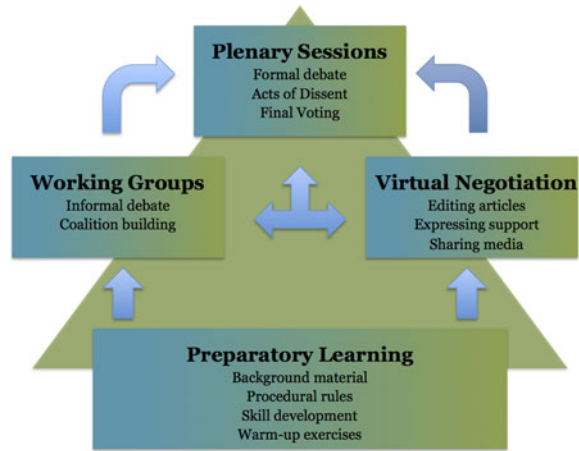 Plenary Sessions
Formal debate
Acts of Dissent
Final Voting
Working Groups
Informal debate
Coalition building
Virtual Negotiation
Editing articles
Expressing support
Sharing media
Preparatory Learning
Background material
Procedural rules
Skill development
Warm-up exercises